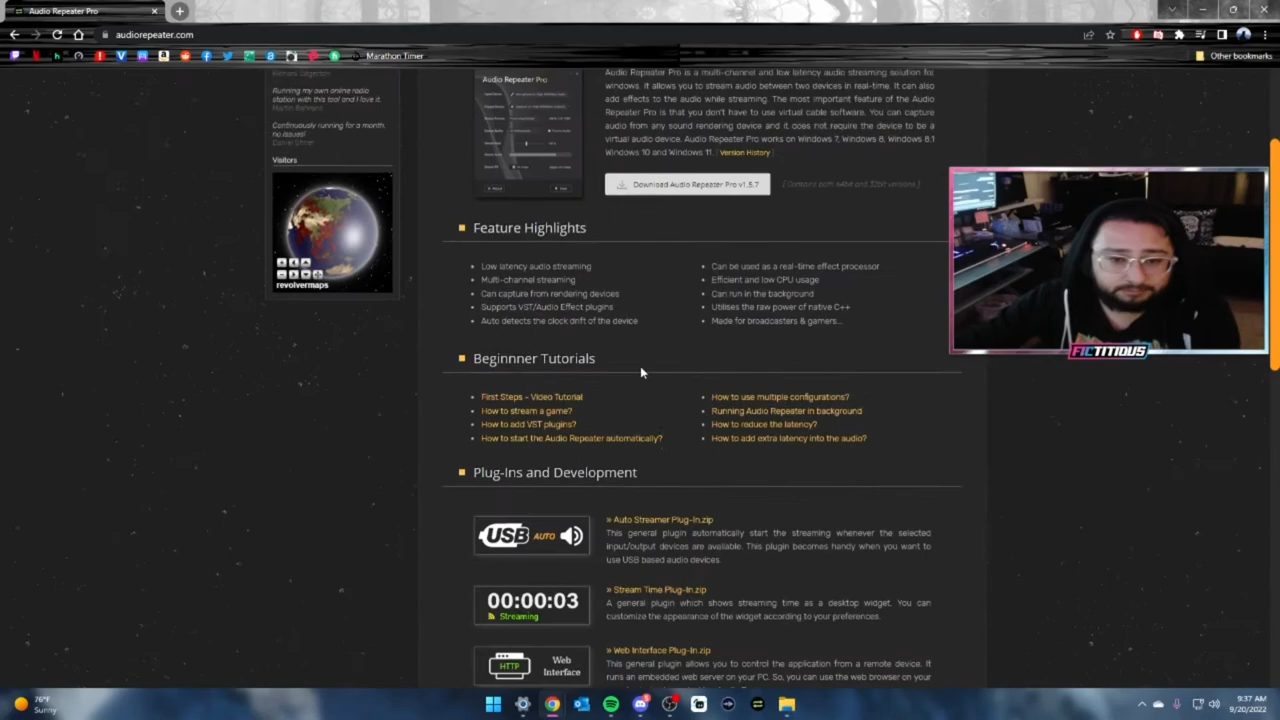 Audio Repeater Pro
audiorepeater.com
Marathon Timer
Other bookmarks
Running my own online radio
station with this tool and I love it.
Continuously running for a month.
no issues!
Visitors
revolvermaps
Audio Repeater Pro
Audio Repeater Pro is a multi-channel and low latency audio streaming solution for
windows. It allows you to stream audio between two devices in real-time. It can also
add effects to the audio while streaming. The most important feature of the Audio
Repeater Pro is that you don't have to use virtual cable software. You can capture
audio from any sound rendering device and it does not require the device to be a
virtual audio device. Audio Repeater Pro works on Windows 7, Windows 8, Windows 8.1
Windows 10 and Windows 11. [ Version History ]
Download Audio Repeater Pro v1.5.7
Feature Highlights
Low latency audio streaming
Multi-channel streaming
Can capture from rendering devices
Supports VST/Audio Effect plugins
Auto detects the clock drift of the device
Can be used as a real-time effect processor
Efficient and low CPU usage
Can run in the background
Utilises the raw power of native C++
Made for broadcasters & gamers...
Beginnner Tutorials
First Steps - Video Tutorial
How to stream a game?
How to add VST plugins?
How to start the Audio Repeater automatically?
How to use multiple configurations?
Running Audio Repeater in background
How to reduce the latency?
How to add extra latency into the audio?
Plug-Ins and Development
USB AUTO
» Auto Streamer Plug-In.zip
This general plugin automatically start the streaming whenever the selected
input/output devices are available. This plugin becomes handy when you want to
use USB based audio devices.
00:00:03
Streaming
» Stream Time Plug-In.zip
A general plugin which shows streaming time as a desktop widget. You can
customize the appearance of the widget according to your preferences.
HTTP
Web
Interface
» Web Interface Plug-In.zip
This general plugin allows you to control the application from a remote device. It
runs an embedded web server on your PC. So, you can use the web browser on your
FICTITIOUS
76°F
Sunny
9:37 AM
9/20/2022